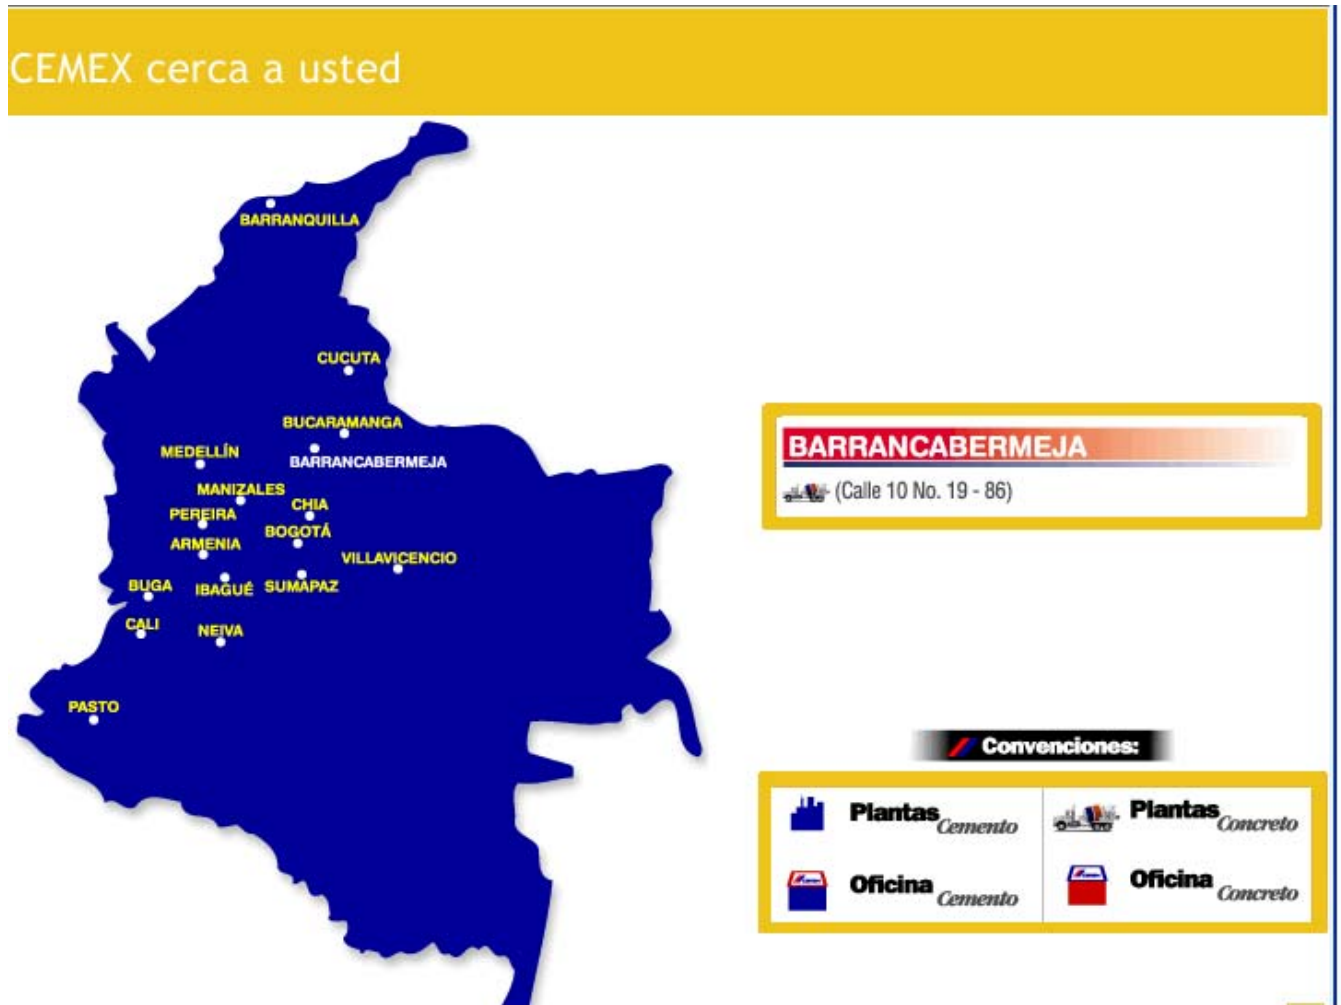 CEMEX cerca a usted
BARRANQUILLA
CUCUTA
BUCARAMANGA
MEDELLÍN
BARRANCABERMEJA
MANIZALES
CHIA
PEREIRA
BOGOTÁ
ARMENIA
VILLAVICENCIO
BUGA
IBAGUÉ
SUMAPAZ
CALI
NEIVA
PASTO
BARRANCABERMEJA
(Calle 10 No. 19 - 86)
Convenciones:
Plantas Cemento
Plantas Concreto
Oficina Cemento
Oficina Concreto